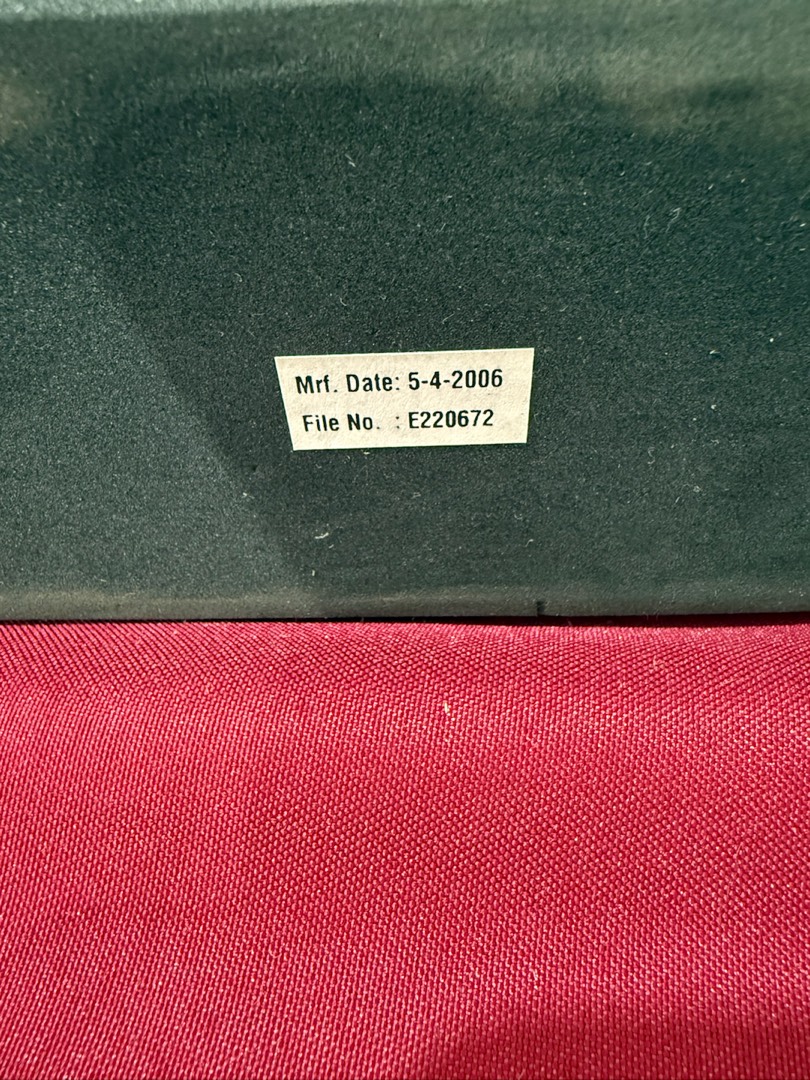 Mrf. Date: 5-4-2006
File No. : E220672